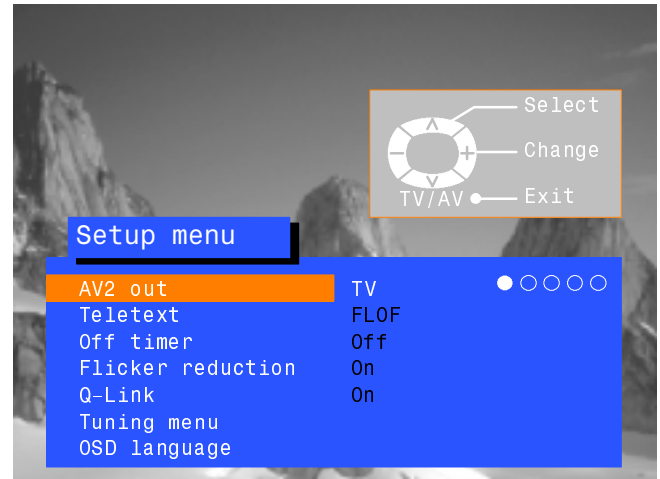 Select
Change
TV/AV Exit
Setup menu
AV2 out TV
Teletext FLOF
Off timer Off
Flicker reduction On
Q–Link On
Tuning menu
OSD language